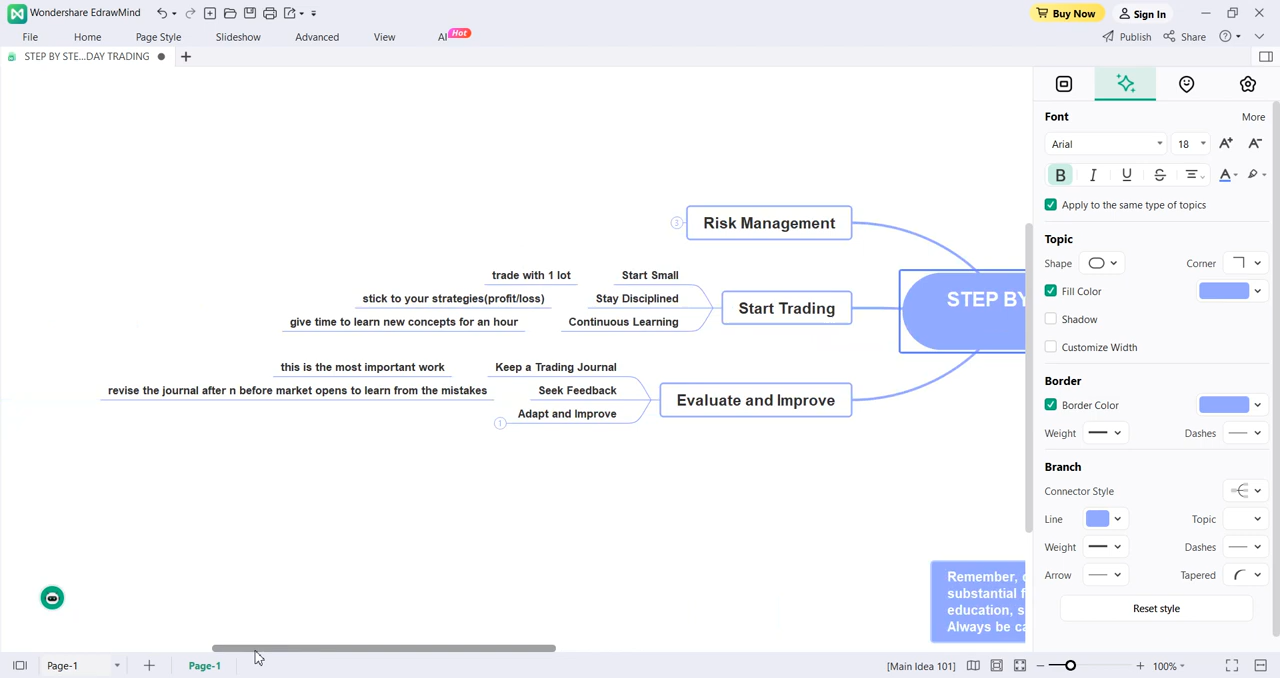 Wondershare EdrawMind
Buy Now
Sign In
File
Home
Page Style
Slideshow
Advanced
View
AI
Hot
Publish
Share
STEP BY STE...DAY TRADING
Risk Management
3
trade with 1 lot
Start Small
stick to your strategies(profit/loss)
Stay Disciplined
Start Trading
give time to learn new concepts for an hour
Continuous Learning
STEP BY
this is the most important work
Keep a Trading Journal
revise the journal after n before market opens to learn from the mistakes
Seek Feedback
Evaluate and Improve
Adapt and Improve
1
Remember,
substantial f
education, s
Always be ca
Font
More
Arial
18
A+
A-
B
I
U
S
A
Apply to the same type of topics
Topic
Shape
Corner
Fill Color
Shadow
Customize Width
Border
Border Color
Weight
Dashes
Branch
Connector Style
Line
Topic
Weight
Dashes
Arrow
Tapered
Reset style
Page-1
Page-1
[Main Idea 101]
100%